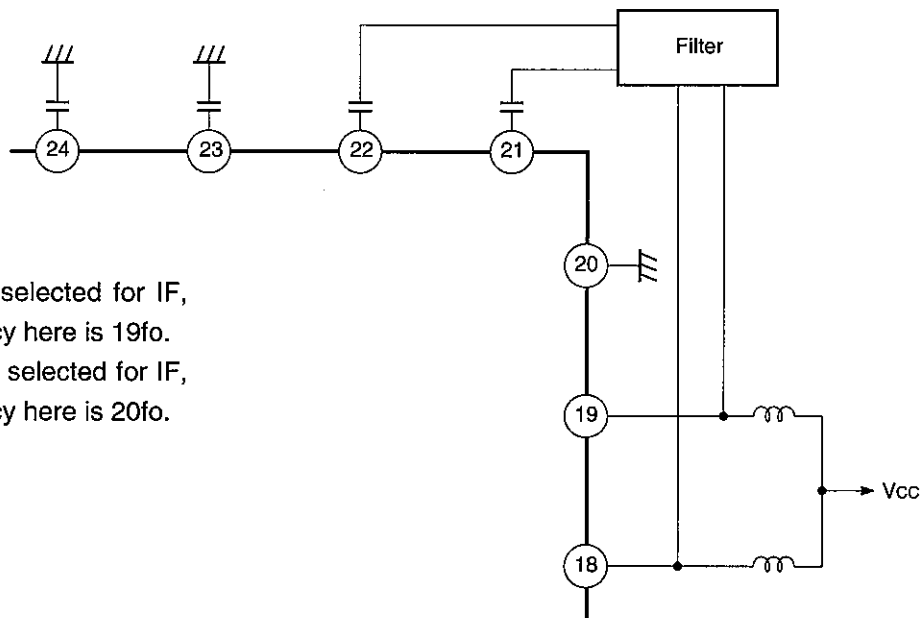 Filter
24
23
22
21
20
selected for IF,
cy here is 19fo.
selected for IF,
cy here is 20fo.
19
Vcc
18